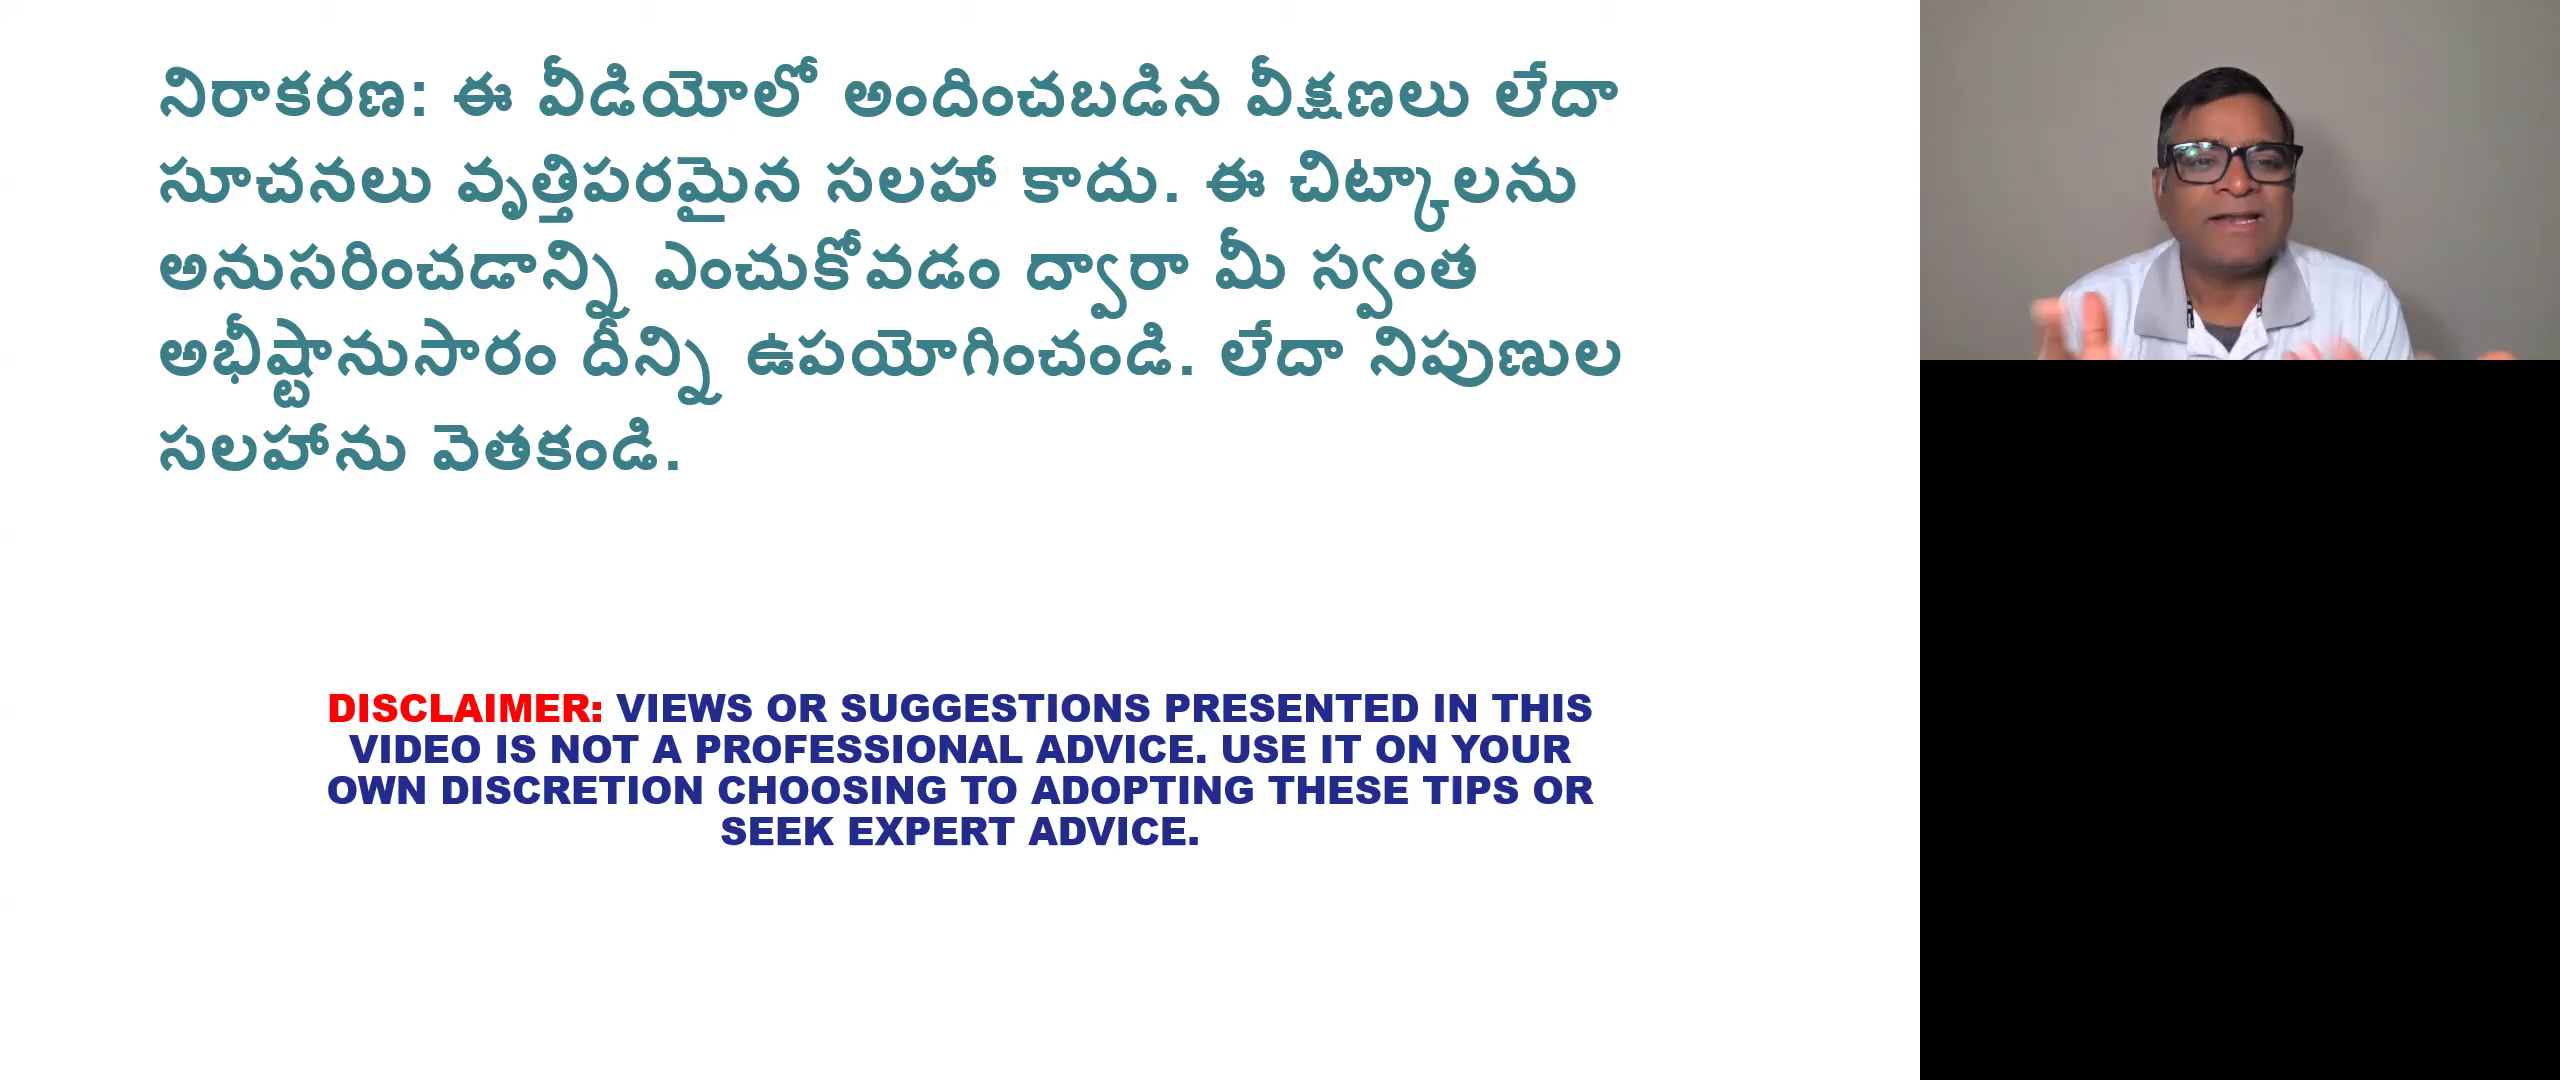 నిరాకరణ: ఈ వీడియోలో అందించబడిన వీక్షణలు లేదా
సూచనలు వృత్తిపరమైన సలహా కాదు. ఈ చిట్కాలను
అనుసరించడాన్ని ఎంచుకోవడం ద్వారా మీ స్వంత
అభీష్టానుసారం దీన్ని ఉపయోగించండి. లేదా నిపుణుల
సలహాను వెతకండి.
DISCLAIMER: VIEWS OR SUGGESTIONS PRESENTED IN THIS
VIDEO IS NOT A PROFESSIONAL ADVICE. USE IT ON YOUR
OWN DISCRETION CHOOSING TO ADOPTING THESE TIPS OR
SEEK EXPERT ADVICE.